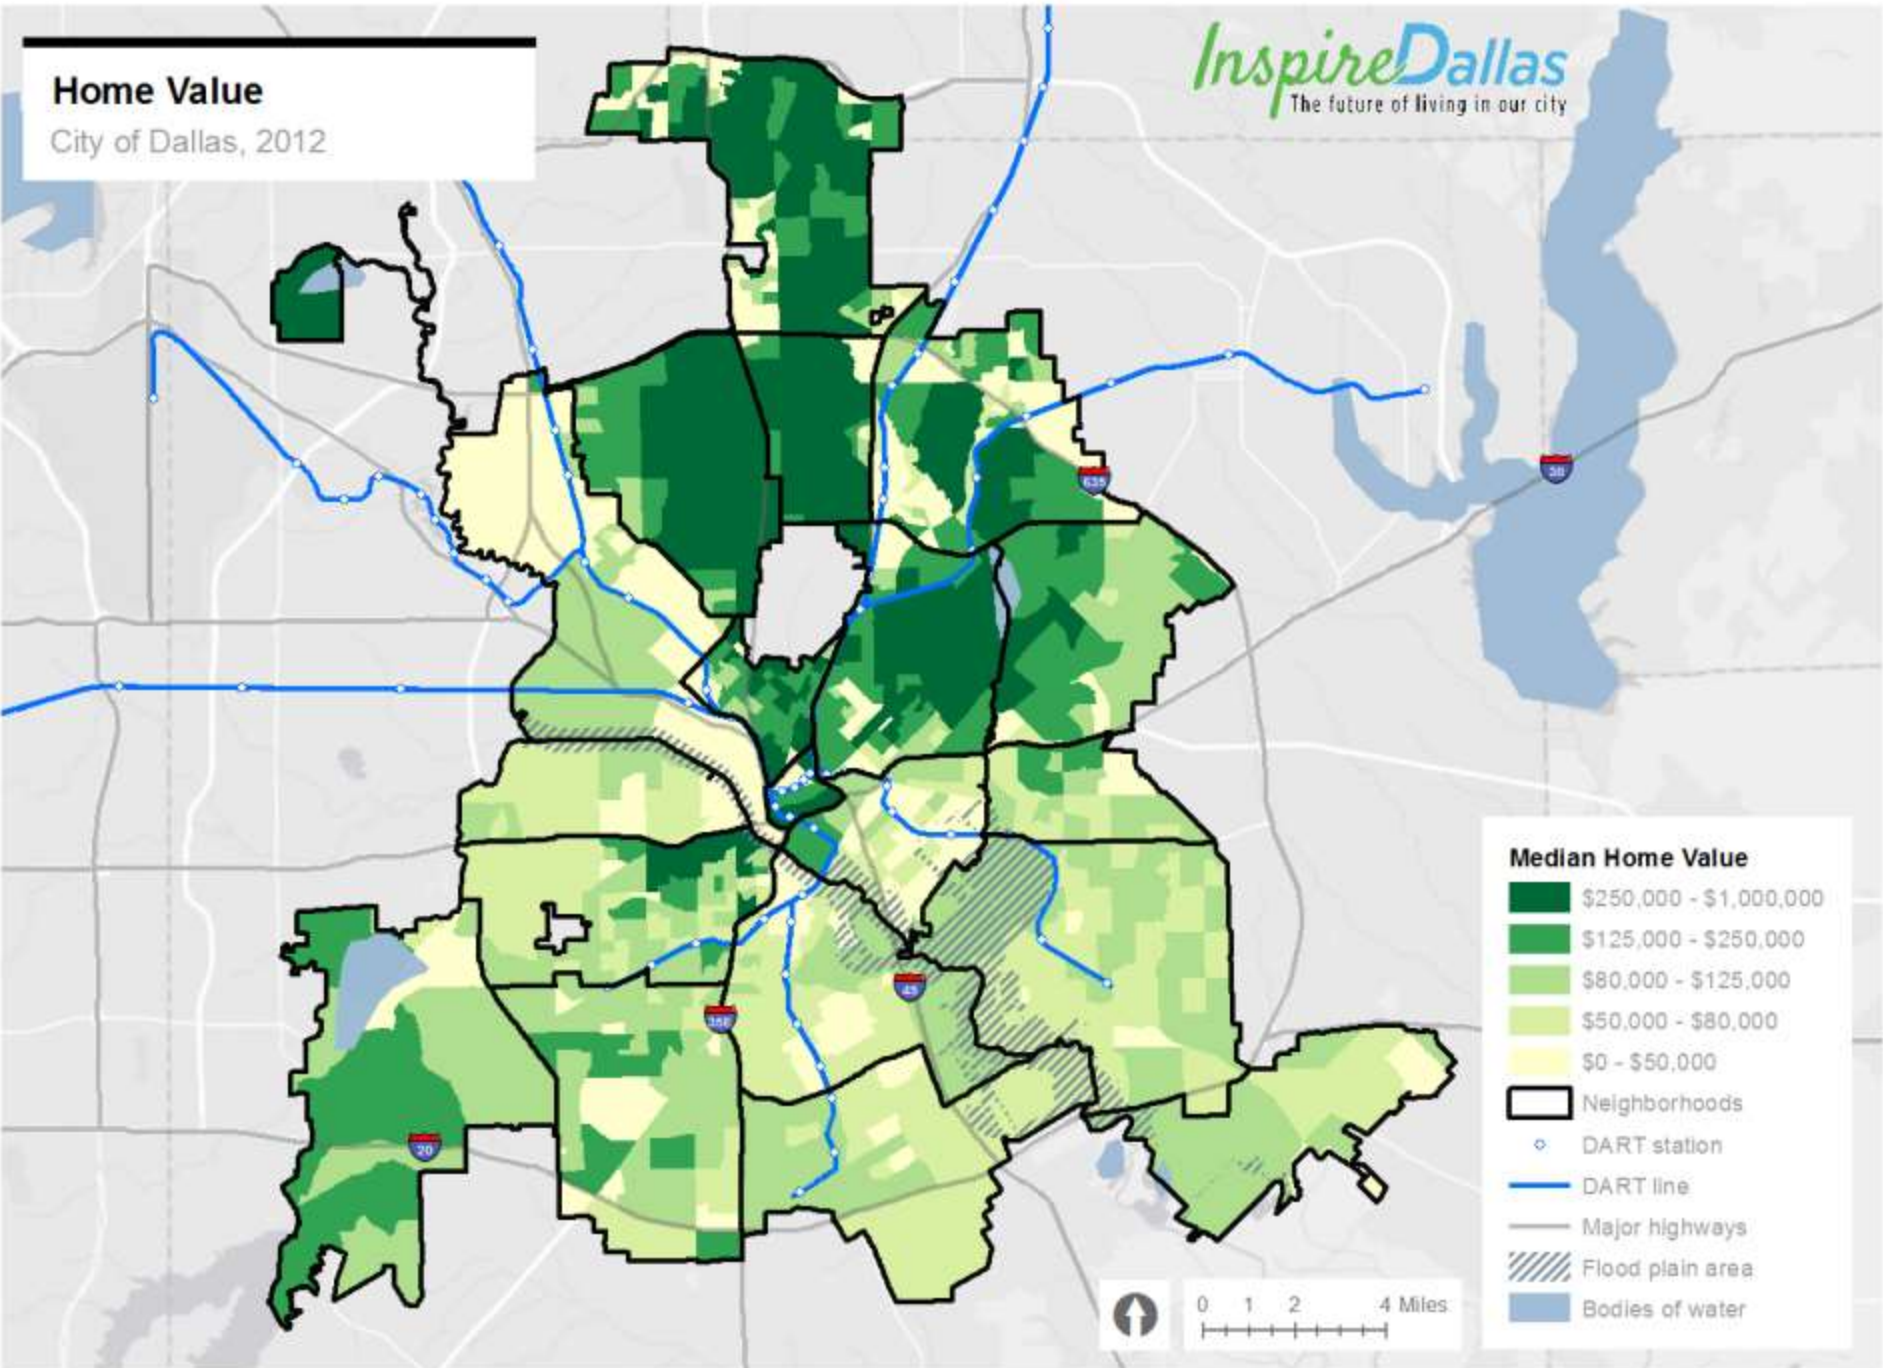 Home Value
City of Dallas, 2012
InspireDallas
The future of living in our city
635
30
45
35E
20
Median Home Value
$250,000 - $1,000,000
$125,000 - $250,000
$80,000 - $125,000
$50,000 - $80,000
$0 - $50,000
Neighborhoods
DART station
DART line
Major highways
Flood plain area
Bodies of water
0 1 2 4 Miles